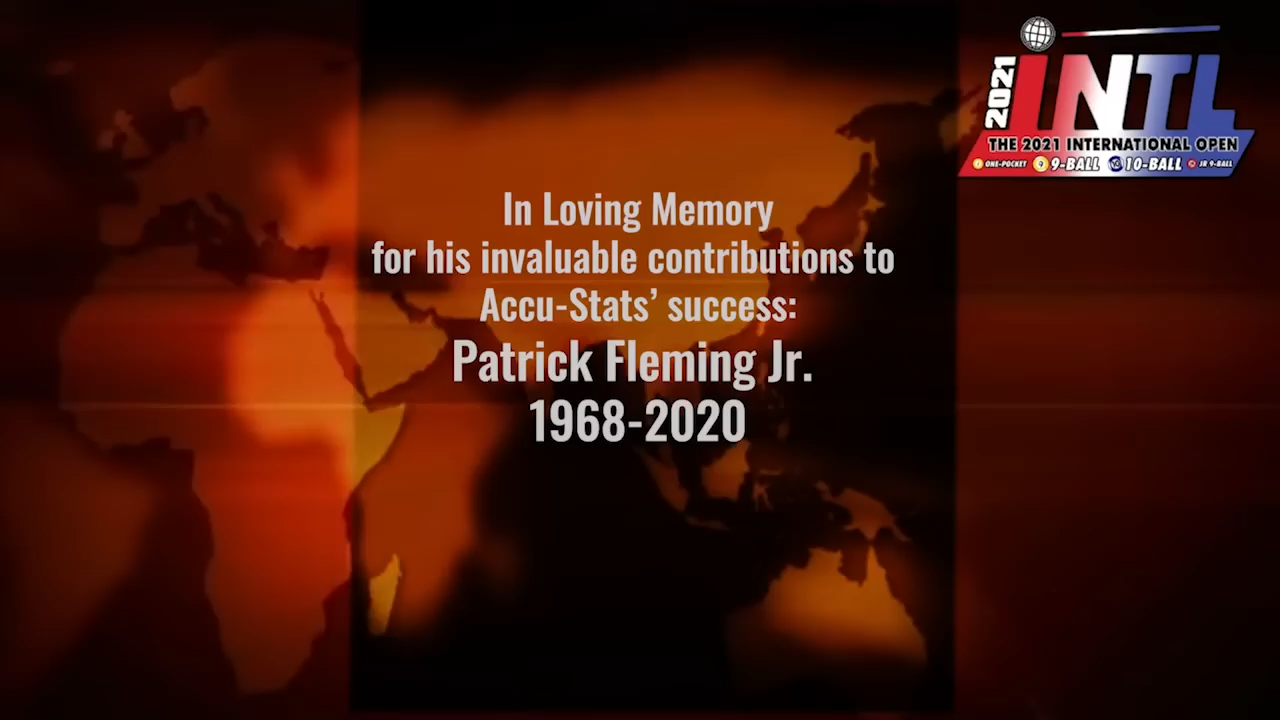 2021
INTL
THE 2021 INTERNATIONAL OPEN
ONE-POCKET 9 9-BALL 10-BALL JR 9-BALL
In Loving Memory
for his invaluable contributions to
Accu-Stats’ success:
Patrick Fleming Jr.
1968-2020